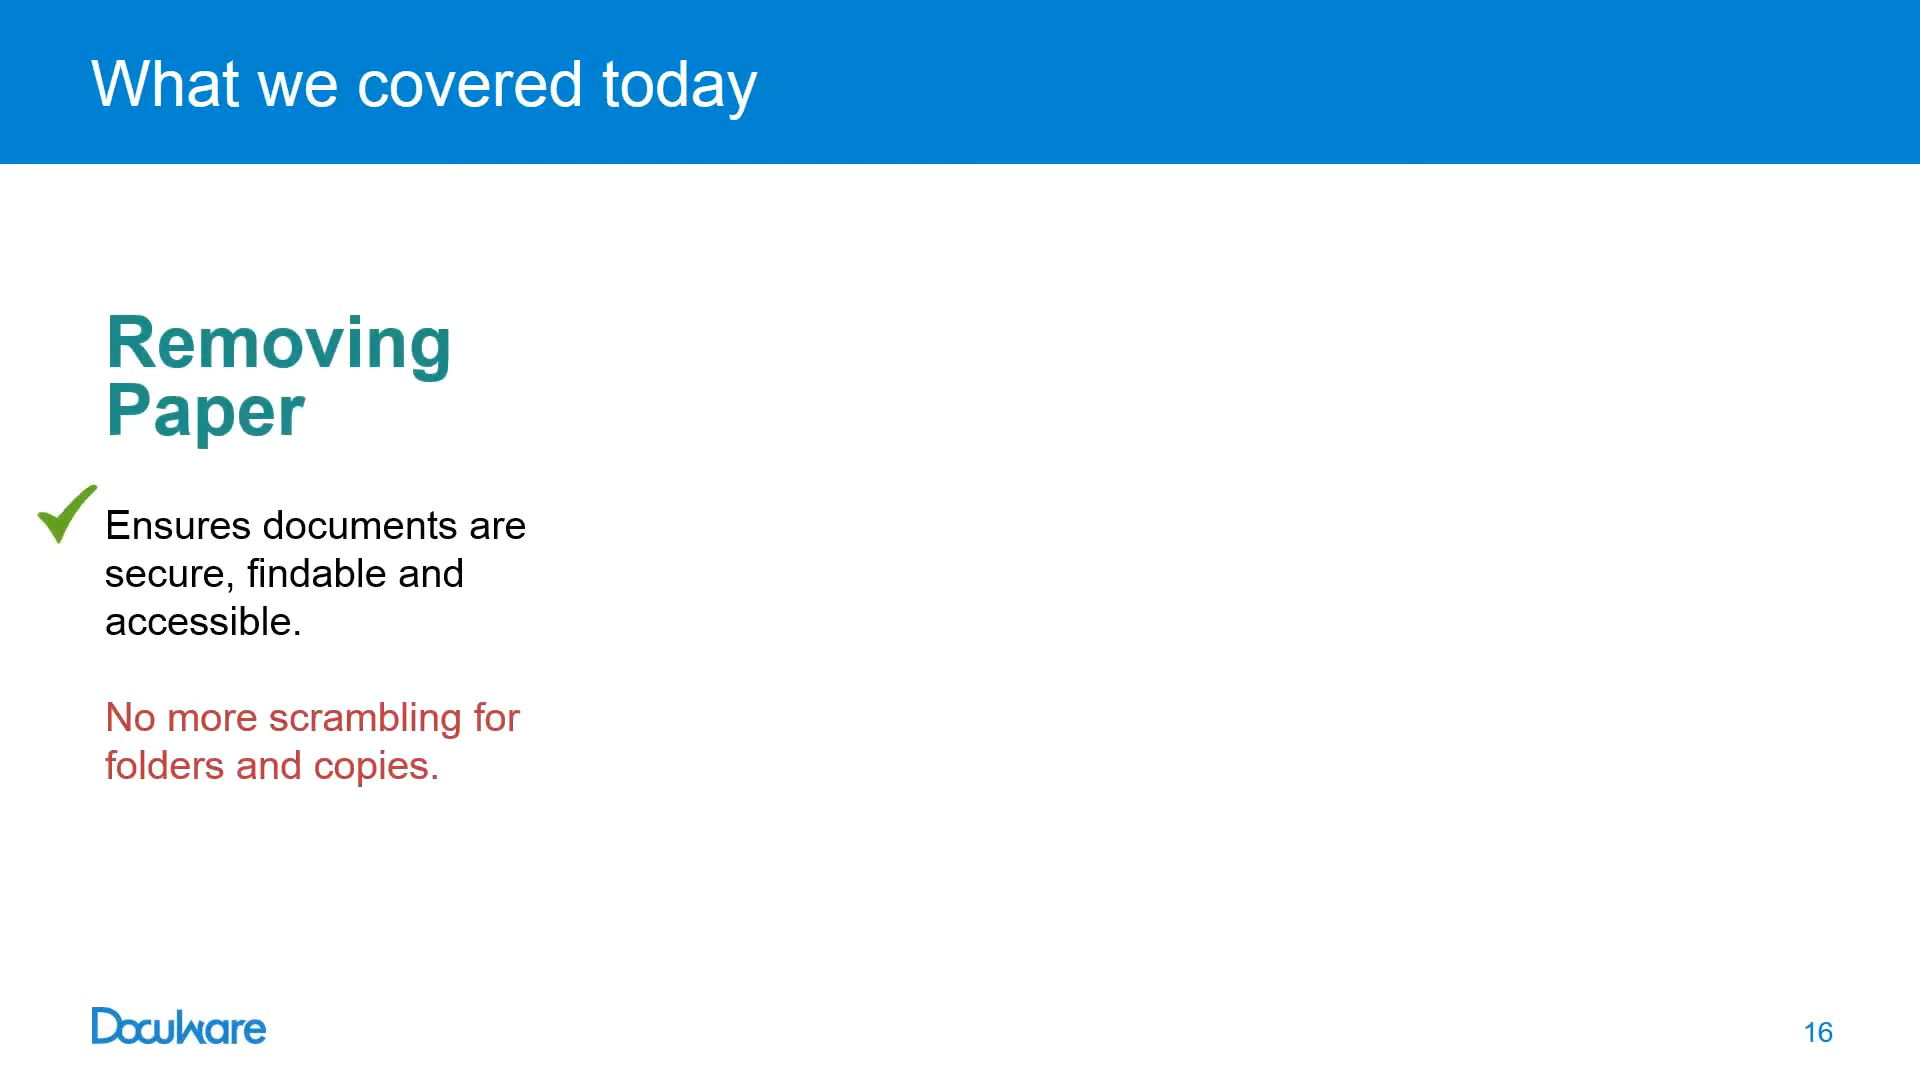 What we covered today
Removing
Paper
Ensures documents are
secure, findable and
accessible.
No more scrambling for
folders and copies.
DocuWare
16